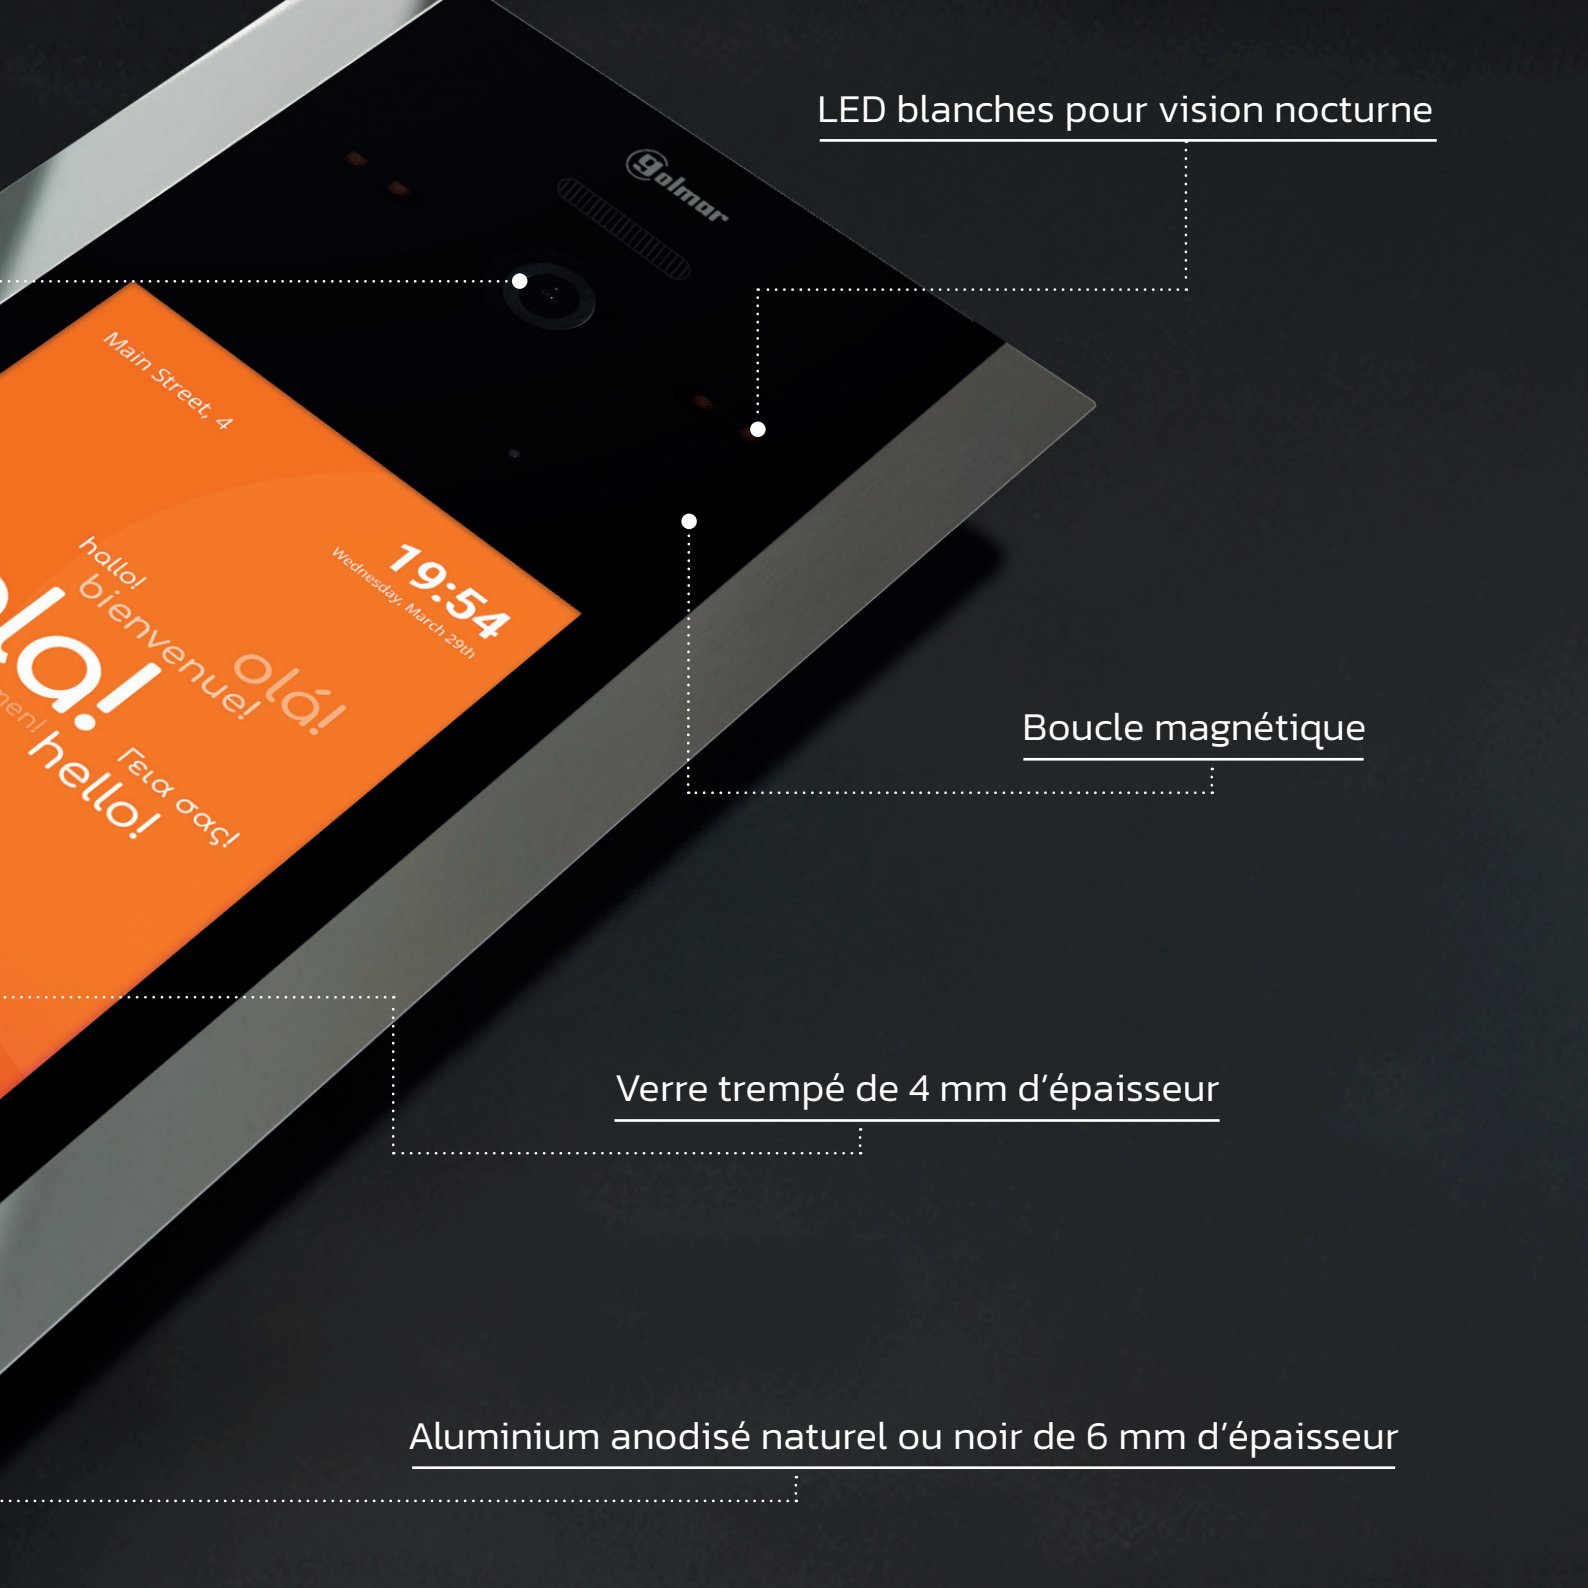 LED blanches pour vision nocturne
golmar
Main Street, 4
19:54
Wednesday, March 29th
hallo!
bienvenue!
olá!
hello!
Γεια σας!
Boucle magnétique
Verre trempé de 4 mm d’épaisseur
Aluminium anodisé naturel ou noir de 6 mm d’épaisseur